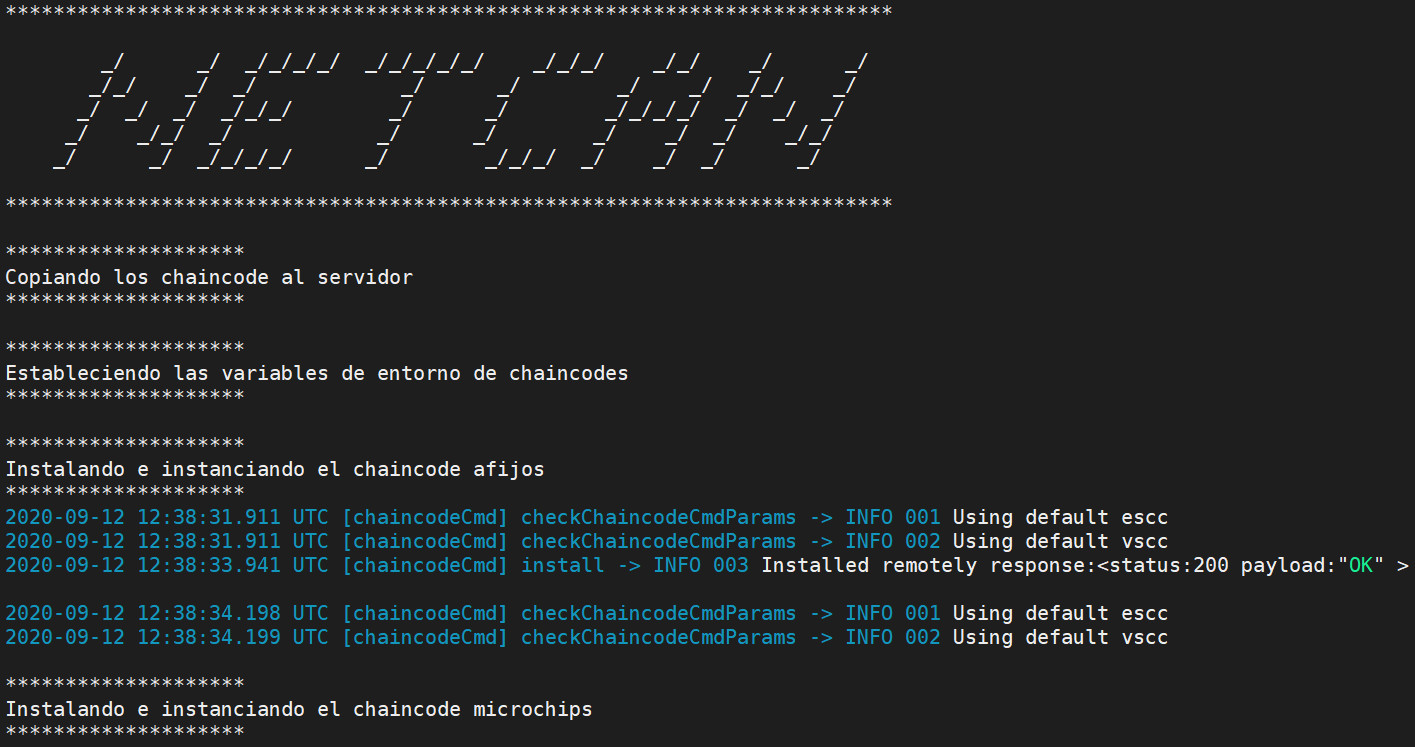 **************************************************************************
NETCAN
**************************************************************************
********************
Copiando los chaincode al servidor
********************
********************
Estableciendo las variables de entorno de chaincodes
********************
********************
Instalando e instanciando el chaincode afijos
********************
2020-09-12 12:38:31.911 UTC [chaincodeCmd] checkChaincodeCmdParams -> INFO 001 Using default escc
2020-09-12 12:38:31.911 UTC [chaincodeCmd] checkChaincodeCmdParams -> INFO 002 Using default vscc
2020-09-12 12:38:33.941 UTC [chaincodeCmd] install -> INFO 003 Installed remotely response:<status:200 payload:"OK" >
2020-09-12 12:38:34.198 UTC [chaincodeCmd] checkChaincodeCmdParams -> INFO 001 Using default escc
2020-09-12 12:38:34.199 UTC [chaincodeCmd] checkChaincodeCmdParams -> INFO 002 Using default vscc
********************
Instalando e instanciando el chaincode microchips
********************